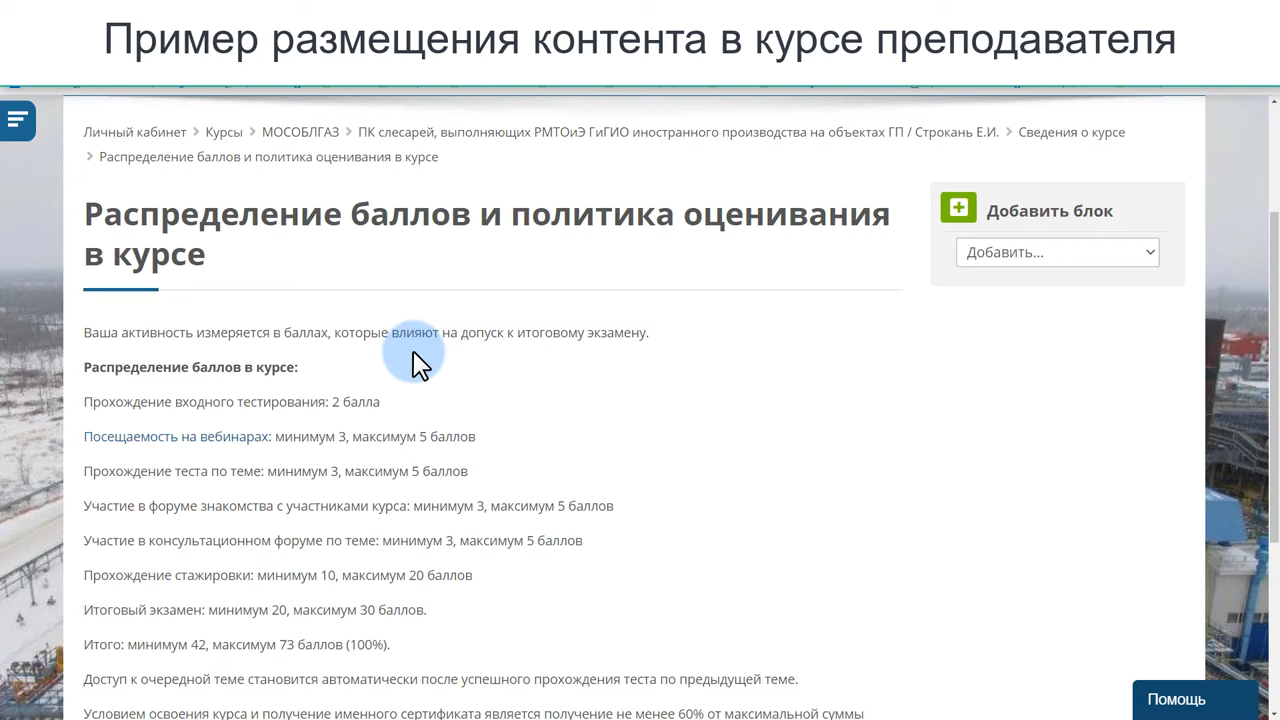 Пример размещения контента в курсе преподавателя
Личный кабинет > Курсы > МОСОБЛГАЗ > ПК слесарей, выполняющих РМТОиЭ ГиГИО иностранного производства на объектах ГП / Строкань Е.И. > Сведения о курсе
> Распределение баллов и политика оценивания в курсе
Распределение баллов и политика оценивания
в курсе
Добавить блок
Добавить...
Ваша активность измеряется в баллах, которые влияют на допуск к итоговому экзамену.
Распределение баллов в курсе:
Прохождение входного тестирования: 2 балла
Посещаемость на вебинарах: минимум 3, максимум 5 баллов
Прохождение теста по теме: минимум 3, максимум 5 баллов
Участие в форуме знакомства с участниками курса: минимум 3, максимум 5 баллов
Участие в консультационном форуме по теме: минимум 3, максимум 5 баллов
Прохождение стажировки: минимум 10, максимум 20 баллов
Итоговый экзамен: минимум 20, максимум 30 баллов.
Итого: минимум 42, максимум 73 баллов (100%).
Доступ к очередной теме становится автоматически после успешного прохождения теста по предыдущей теме.
Условием освоения курса и получение именного сертификата является получение не менее 60% от максимальной суммы
Помощь